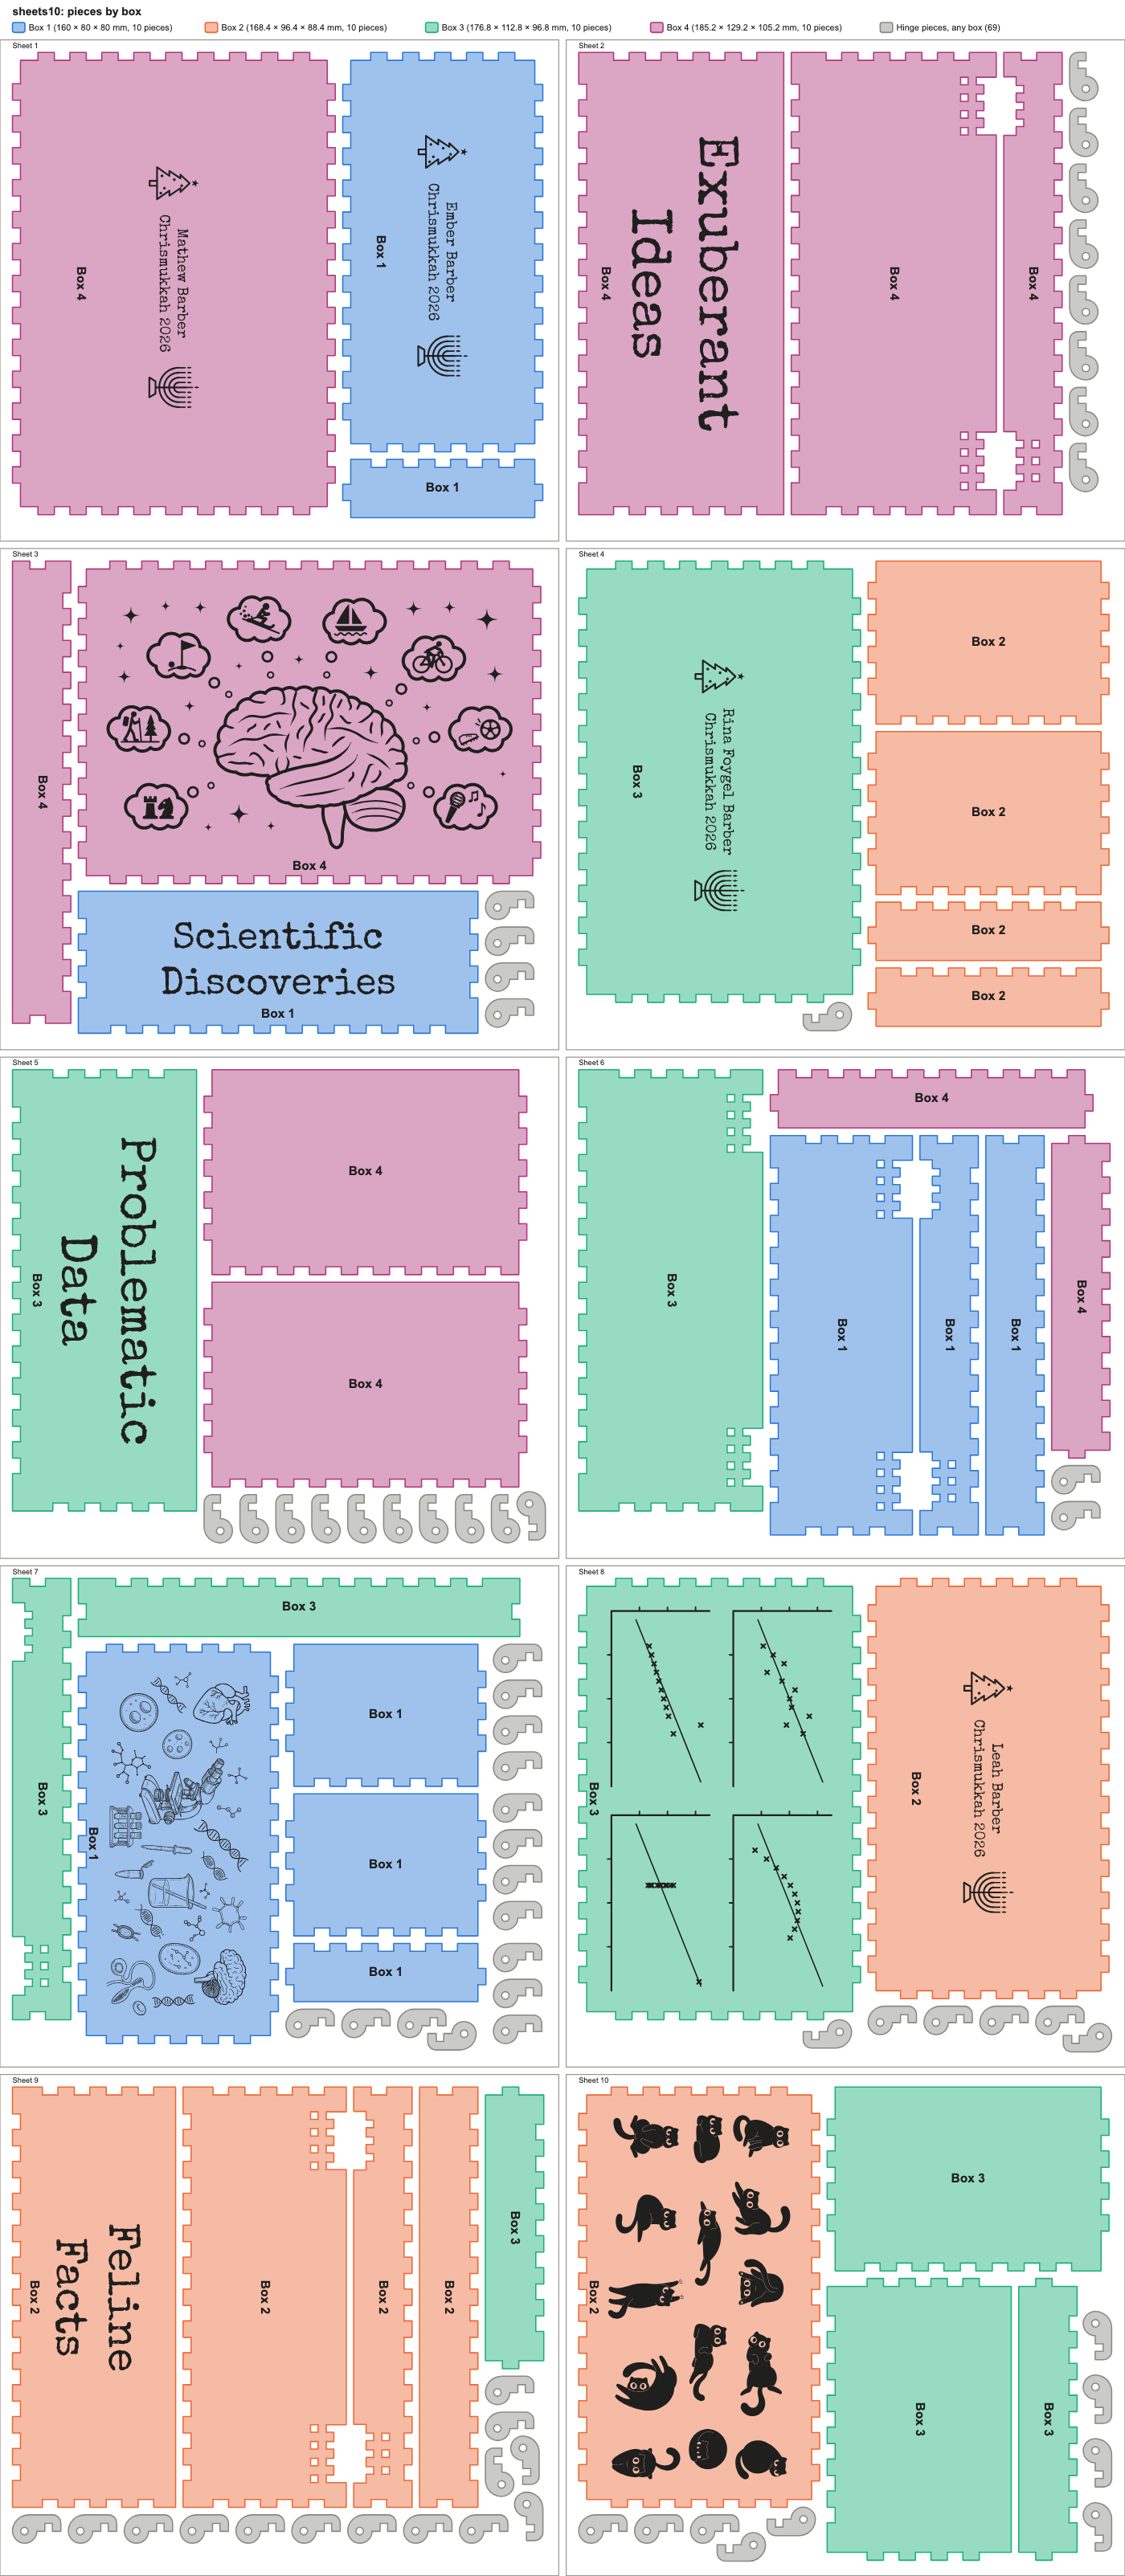 sheets10: pieces by box
Box 1 (160 × 80 × 80 mm, 10 pieces)
Box 2 (168.4 × 96.4 × 88.4 mm, 10 pieces)
Box 3 (176.8 × 112.8 × 96.8 mm, 10 pieces)
Box 4 (185.2 × 129.2 × 105.2 mm, 10 pieces)
Hinge pieces, any box (69)
Sheet 1
Mathew Barber
Chrismukkah 2026
Box 4
Ember Barber
Chrismukkah 2026
Box 1
Box 1
Sheet 2
Exuberant
Ideas
Box 4
Box 4
Box 4
Sheet 3
Box 4
Box 4
Scientific
Discoveries
Box 1
Sheet 4
Rina Foygel Barber
Chrismukkah 2026
Box 3
Box 2
Box 2
Box 2
Box 2
Sheet 5
Problematic
Data
Box 3
Box 4
Box 4
Sheet 6
Box 3
Box 4
Box 1
Box 1
Box 1
Box 4
Sheet 7
Box 3
Box 3
Box 1
Box 1
Box 1
Box 1
Sheet 8
Box 3
Leah Barber
Chrismukkah 2026
Box 2
Sheet 9
Feline
Facts
Box 2
Box 2
Box 2
Box 2
Box 3
Sheet 10
Box 2
Box 3
Box 3
Box 3